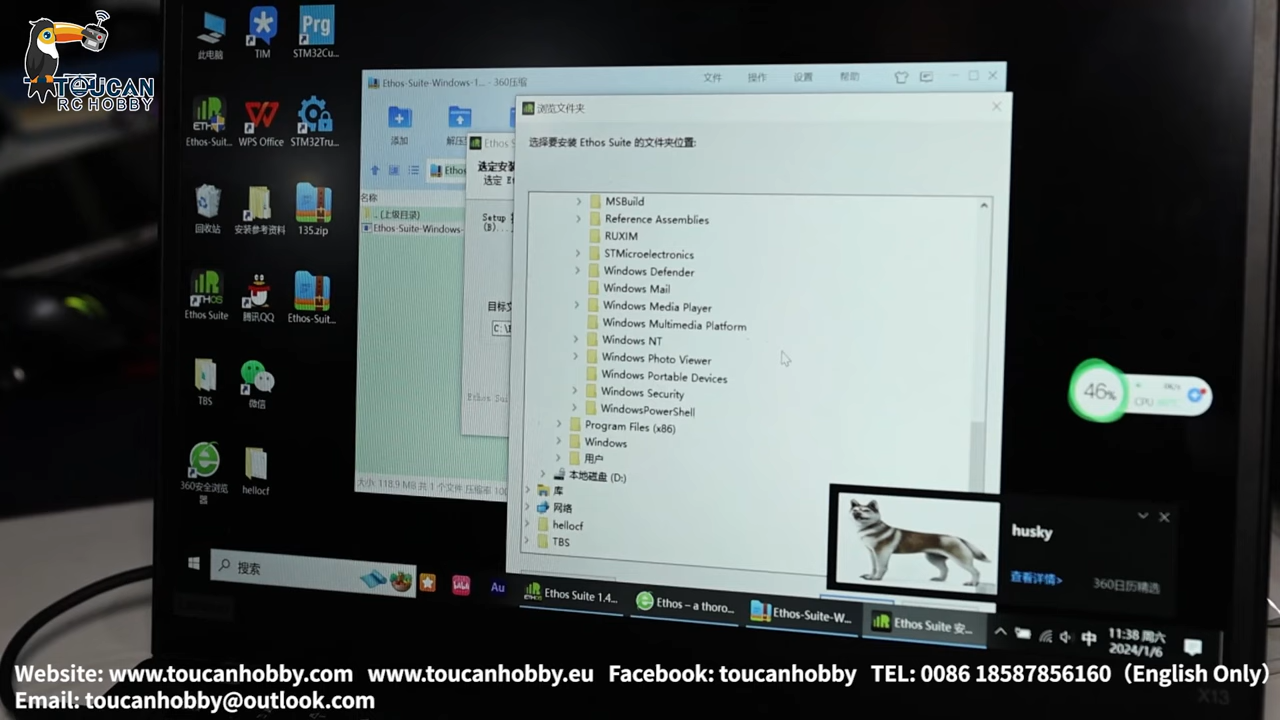 TOUCAN
RC HOBBY
此电脑
TIM
STM32Cu...
Ethos-Suit...
WPS Office
STM32Tru...
回收站
安装参考资料
135.zip
Ethos Suite
腾讯QQ
Ethos-Suit...
TBS
微信
360安全浏览器
hellocf
Ethos-Suite-Windows-1... - 360压缩
文件 操作 设置 帮助
添加
名称
..(上级目录)
Ethos-Suite-Windows-
Setup
(B)...
浏览文件夹
选择要安装 Ethos Suite 的文件夹位置:
MSBuild
Reference Assemblies
RUXIM
STMicroelectronics
Windows Defender
Windows Mail
Windows Media Player
Windows Multimedia Platform
Windows NT
Windows Photo Viewer
Windows Portable Devices
Windows Security
WindowsPowerShell
Program Files (x86)
Windows
用户
本地磁盘 (D:)
库
网络
hellocf
TBS
46%
CPU
husky
查看详情>
360日历精选
搜索
Au
Ethos Suite 1.4...
Ethos – a thoro...
Ethos-Suite-W...
Ethos Suite 安...
中
11:38 周六
2024/1/6
X13
Website: www.toucanhobby.com www.toucanhobby.eu Facebook: toucanhobby TEL: 0086 18587856160（English Only）
Email: toucanhobby@outlook.com